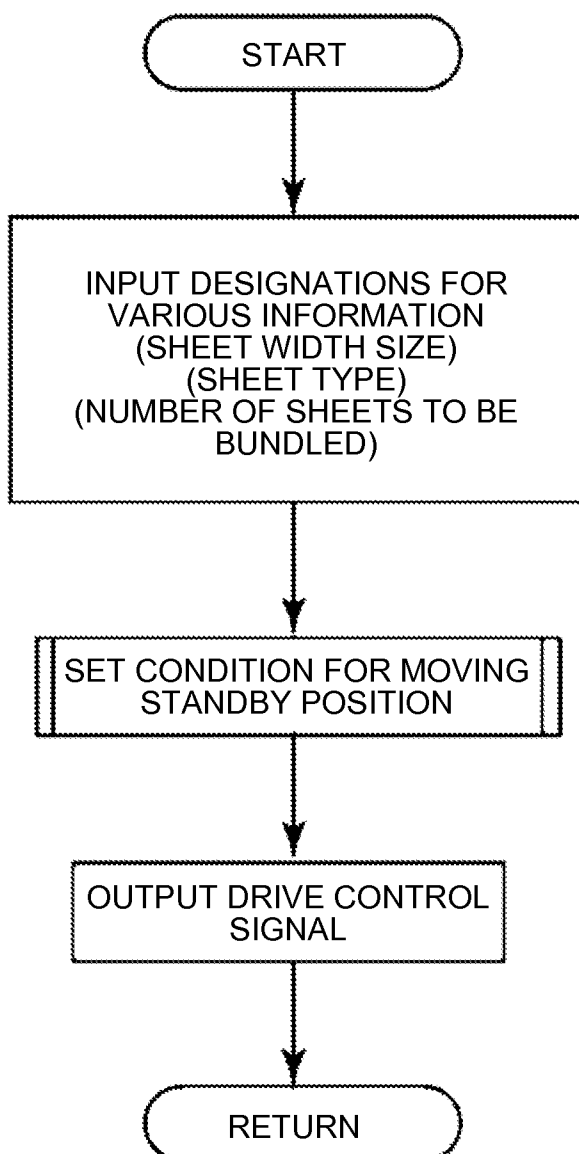 START
INPUT DESIGNATIONS FOR
VARIOUS INFORMATION
(SHEET WIDTH SIZE)
(SHEET TYPE)
(NUMBER OF SHEETS TO BE
BUNDLED)
SET CONDITION FOR MOVING
STANDBY POSITION
OUTPUT DRIVE CONTROL
SIGNAL
RETURN